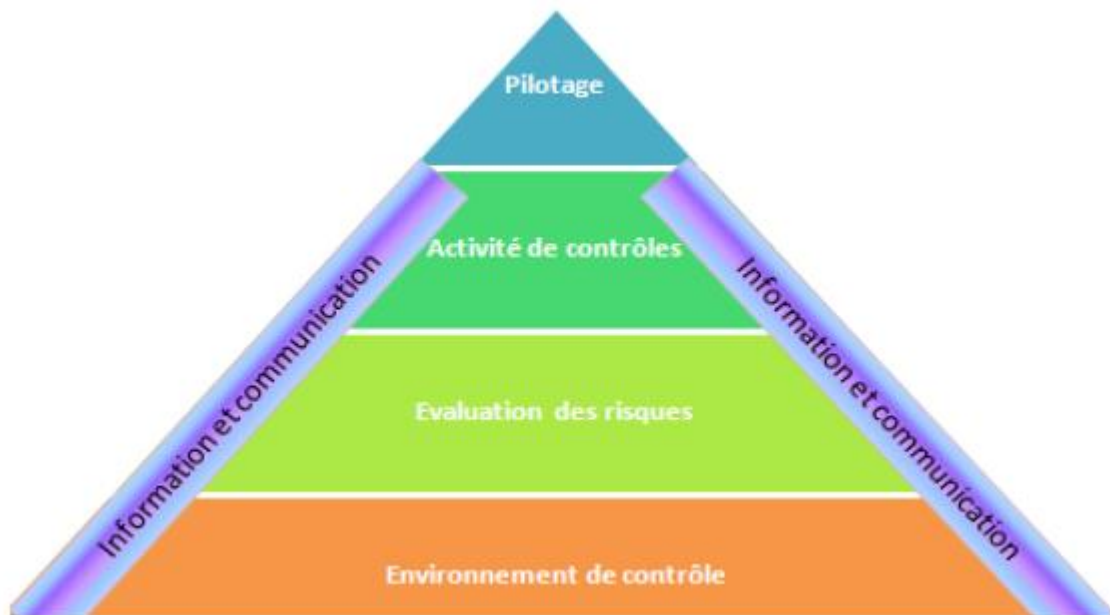 Pilotage
Activité de contrôles
Information et communication
Information et communication
Evaluation des risques
Environnement de contrôle